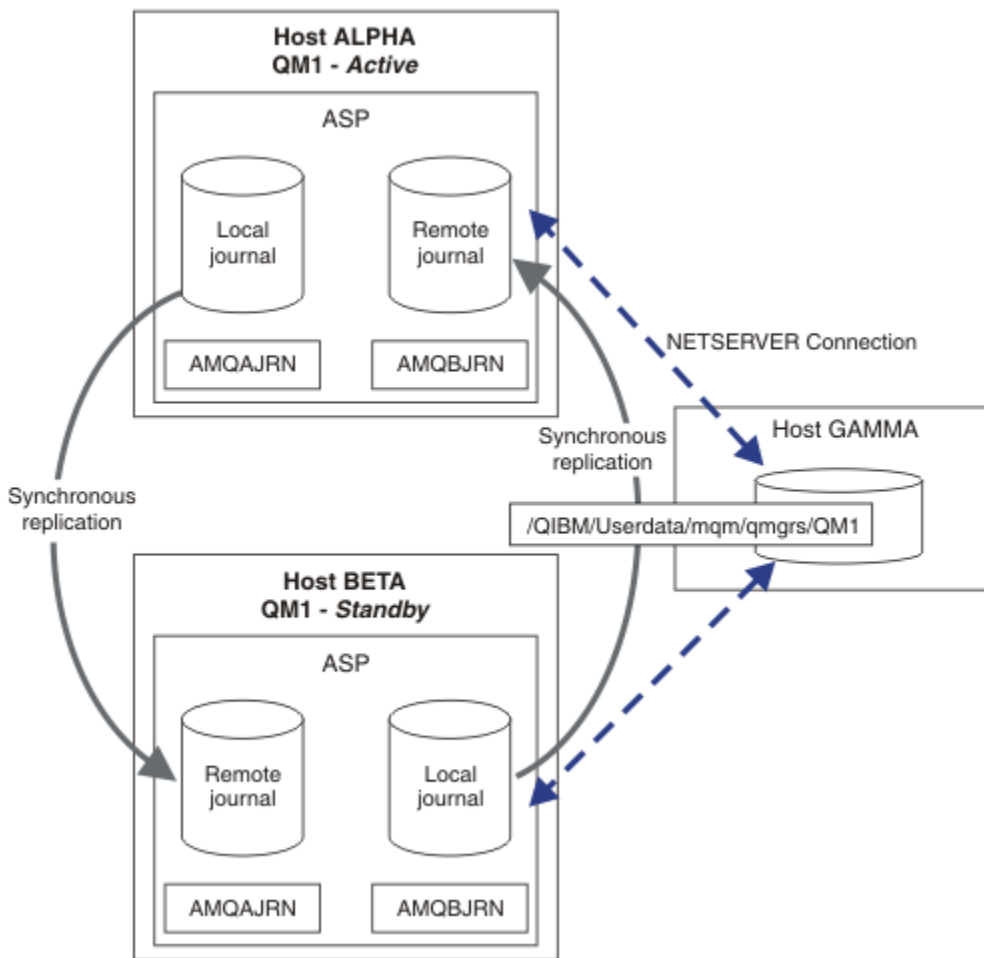 Host ALPHA
QM1 - Active
ASP
Local
journal
Remote
journal
AMQAJRN
AMQBJRN
NETSERVER Connection
Host GAMMA
/QIBM/Userdata/mqm/qmgrs/QM1
Synchronous
replication
Synchronous
replication
Host BETA
QM1 - Standby
ASP
Remote
journal
Local
journal
AMQAJRN
AMQBJRN